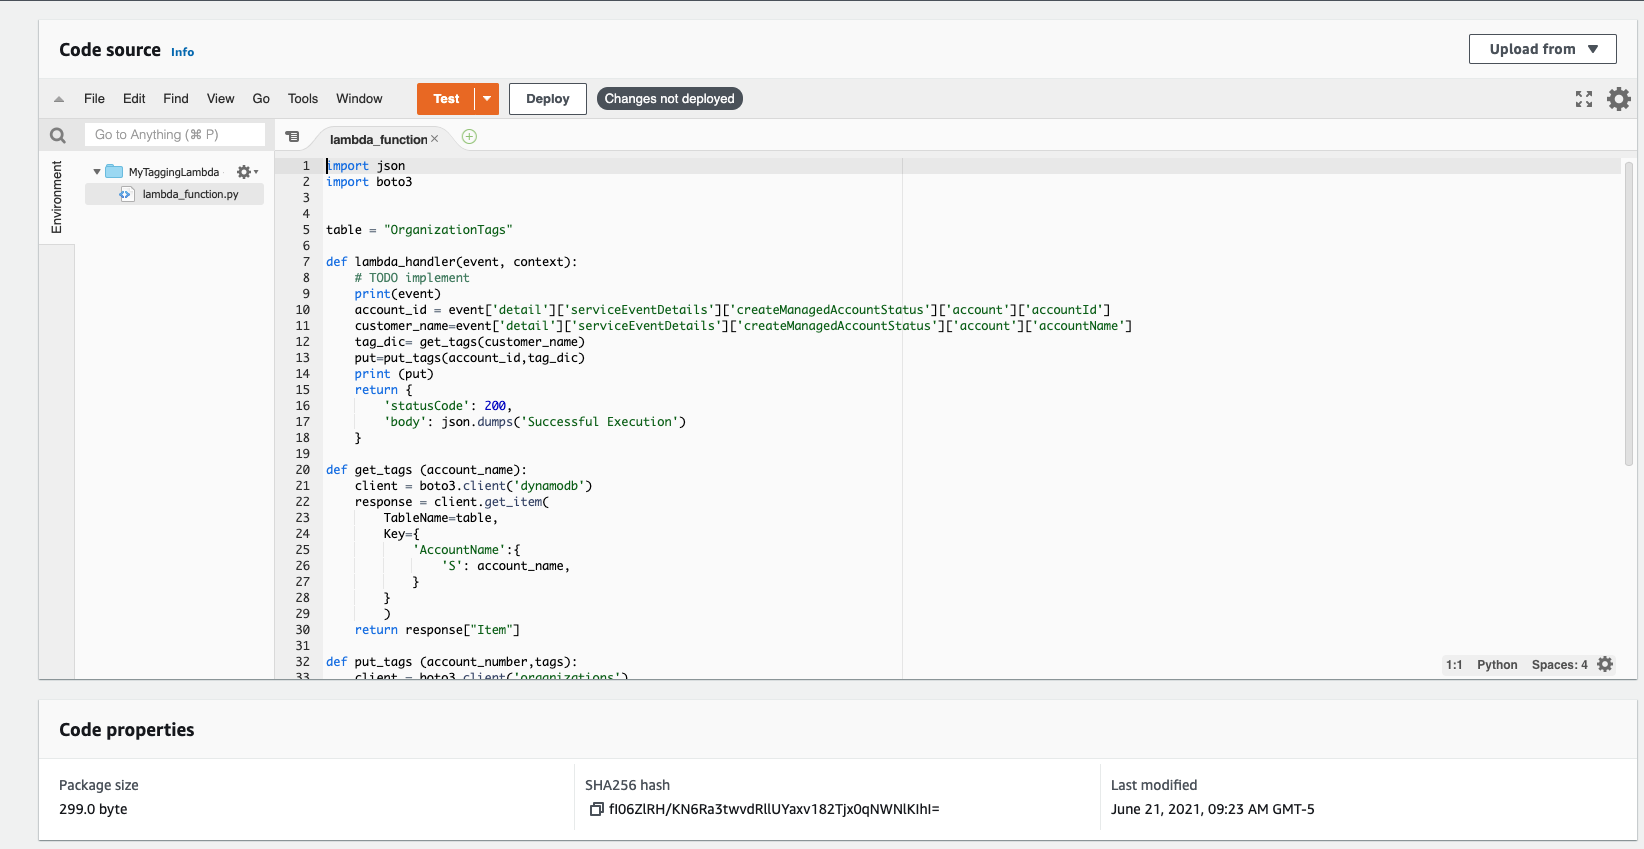 Code source Info
Upload from
File Edit Find View Go Tools Window Test Deploy Changes not deployed
Go to Anything (⌘ P)
lambda_function
Environment
MyTaggingLambda
lambda_function.py
1 import json
2 import boto3
3
4
5 table = "OrganizationTags"
6
7 def lambda_handler(event, context):
8     # TODO implement
9     print(event)
10     account_id = event['detail']['serviceEventDetails']['createManagedAccountStatus']['account']['accountId']
11     customer_name=event['detail']['serviceEventDetails']['createManagedAccountStatus']['account']['accountName']
12     tag_dic= get_tags(customer_name)
13     put=put_tags(account_id,tag_dic)
14     print (put)
15     return {
16         'statusCode': 200,
17         'body': json.dumps('Successful Execution')
18     }
19
20 def get_tags (account_name):
21     client = boto3.client('dynamodb')
22     response = client.get_item(
23         TableName=table,
24         Key={
25             'AccountName':{
26                 'S': account_name,
27             }
28         }
29         )
30     return response["Item"]
31
32 def put_tags (account_number,tags):
33     client = boto3.client('organizations')
1:1 Python Spaces: 4
Code properties
Package size
299.0 byte
SHA256 hash
fI06ZlRH/KN6Ra3twvdRllUYaxv182Tjx0qNWNlKIhI=
Last modified
June 21, 2021, 09:23 AM GMT-5